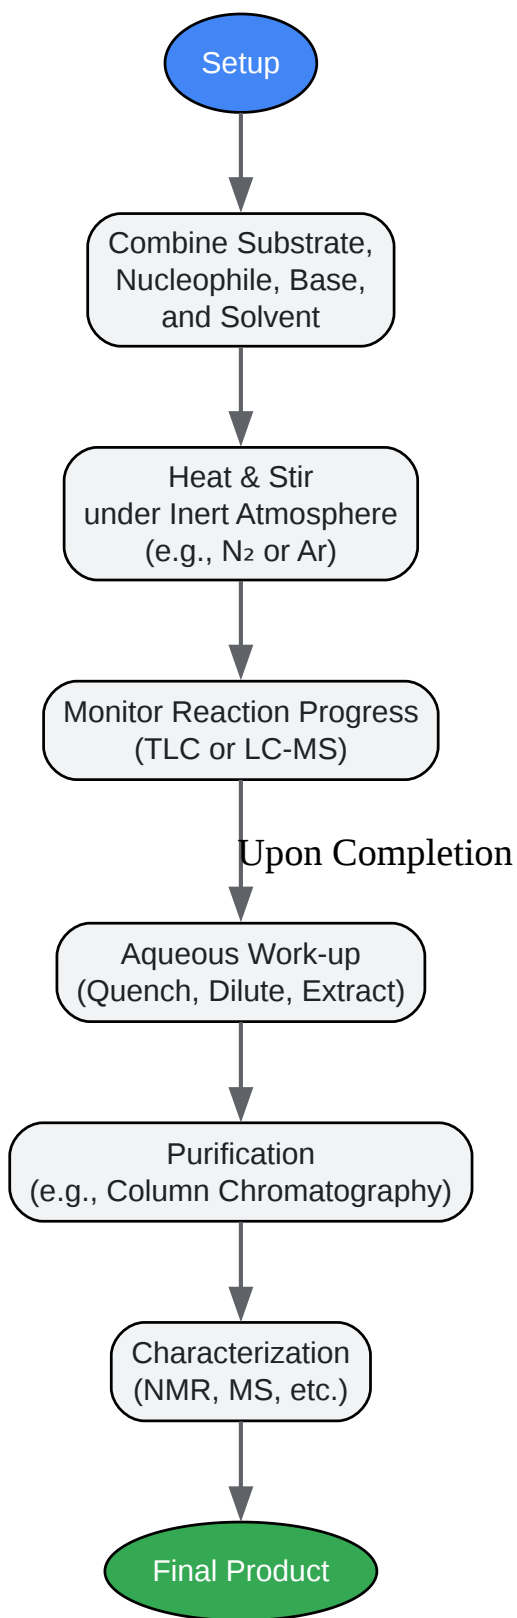 Setup
Combine Substrate,
Nucleophile, Base,
and Solvent
Heat & Stir
under Inert Atmosphere
(e.g., N₂ or Ar)
Monitor Reaction Progress
(TLC or LC-MS)
Upon Completion
Aqueous Work-up
(Quench, Dilute, Extract)
Purification
(e.g., Column Chromatography)
Characterization
(NMR, MS, etc.)
Final Product